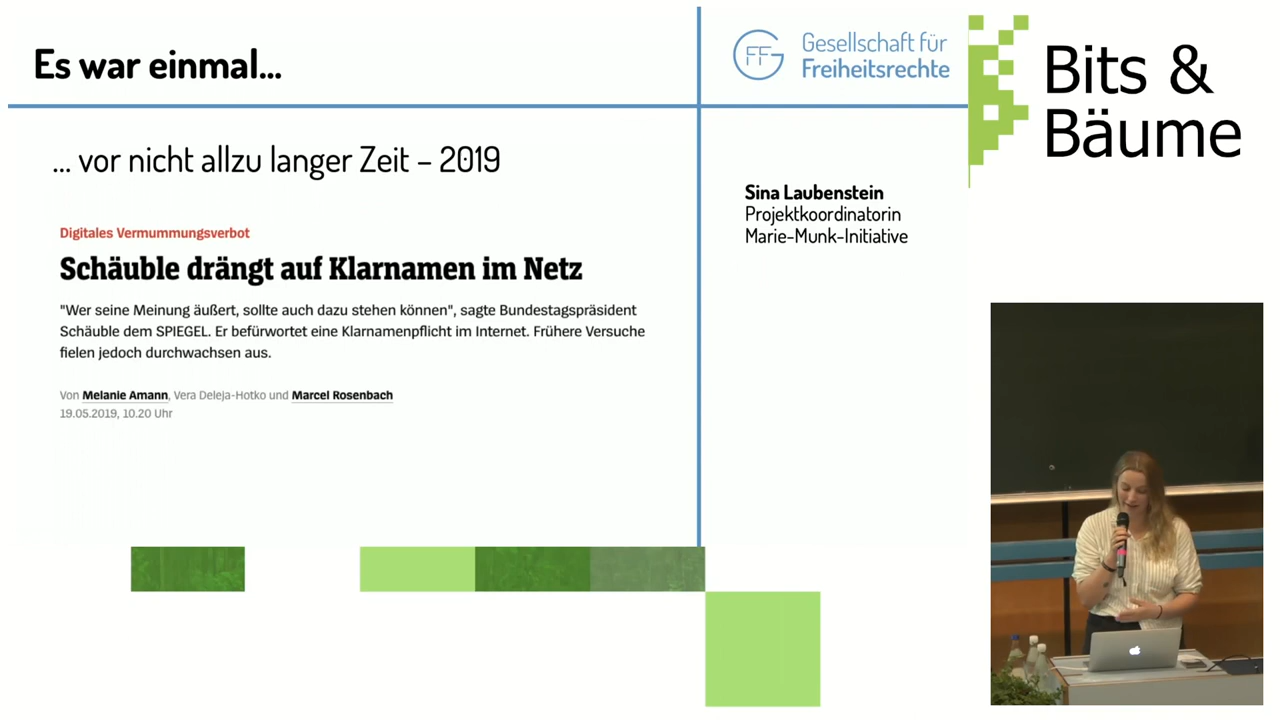 Es war einmal...
GFF
Gesellschaft für
Freiheitsrechte
Bits &
Bäume
... vor nicht allzu langer Zeit – 2019
Sina Laubenstein
Projektkoordinatorin
Marie-Munk-Initiative
Digitales Vermummungsverbot
Schäuble drängt auf Klarnamen im Netz
"Wer seine Meinung äußert, sollte auch dazu stehen können", sagte Bundestagspräsident
Schäuble dem SPIEGEL. Er befürwortet eine Klarnamenpflicht im Internet. Frühere Versuche
fielen jedoch durchwachsen aus.
Von Melanie Amann, Vera Deleja-Hotko und Marcel Rosenbach
19.05.2019, 10.20 Uhr